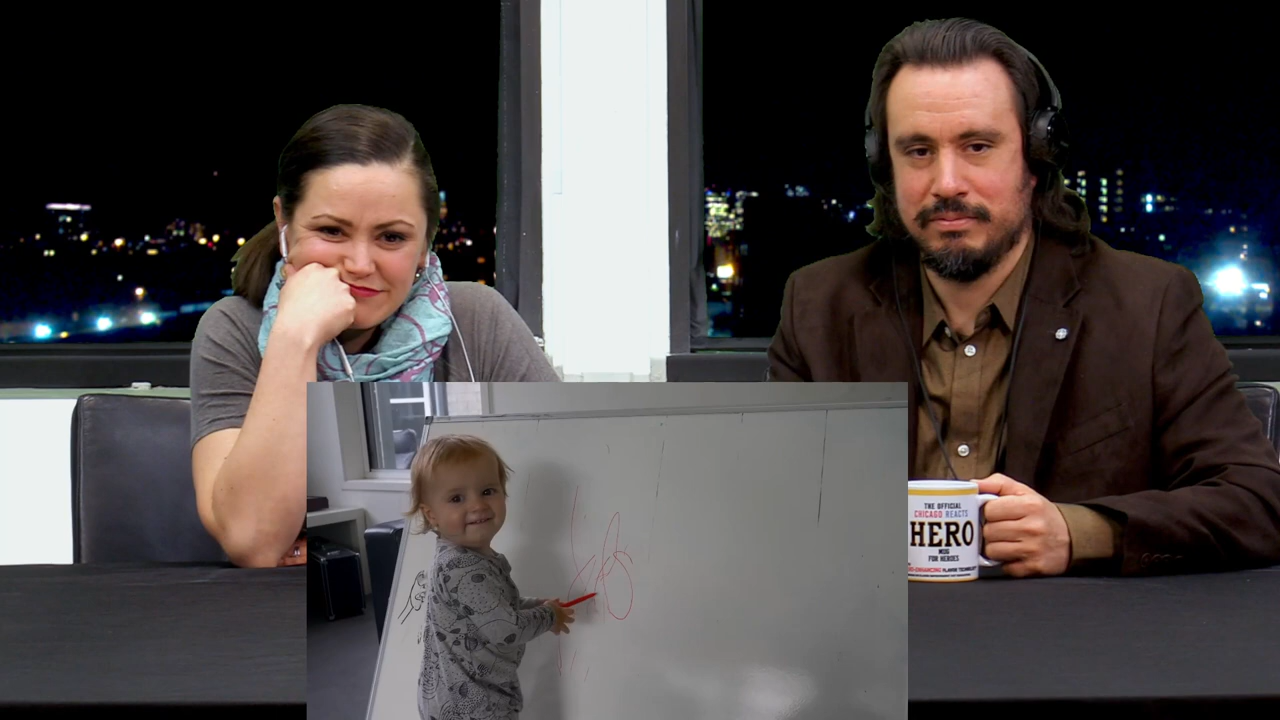 THE OFFICIAL
CHICAGO REACTS
HERO
MUG
FOR HEROES